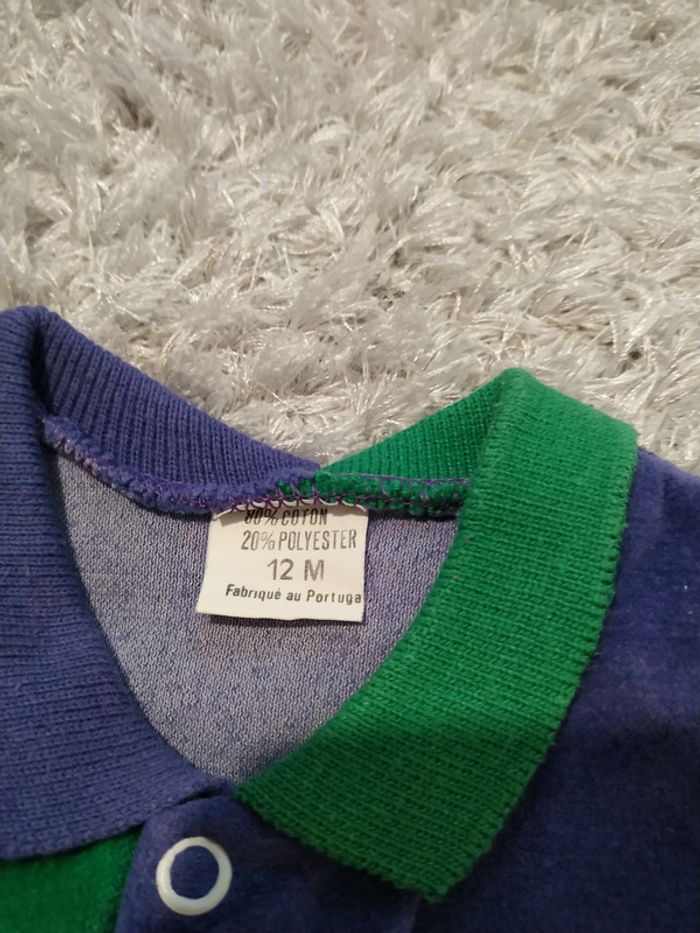 80% COTON
20% POLYESTER
12 M
Fabriqué au Portuga